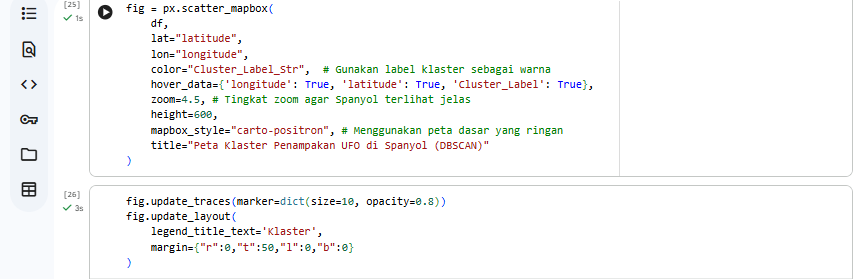 [25]
1s
fig = px.scatter_mapbox(
    df,
    lat="latitude",
    lon="longitude",
    color="Cluster_Label_Str",  # Gunakan label klaster sebagai warna
    hover_data={'longitude': True, 'latitude': True, 'Cluster_Label': True},
    zoom=4.5, # Tingkat zoom agar Spanyol terlihat jelas
    height=600,
    mapbox_style="carto-positron", # Menggunakan peta dasar yang ringan
    title="Peta Klaster Penampakan UFO di Spanyol (DBSCAN)"
)
[26]
3s
fig.update_traces(marker=dict(size=10, opacity=0.8))
fig.update_layout(
    legend_title_text='Klaster',
    margin={"r":0,"t":50,"l":0,"b":0}
)